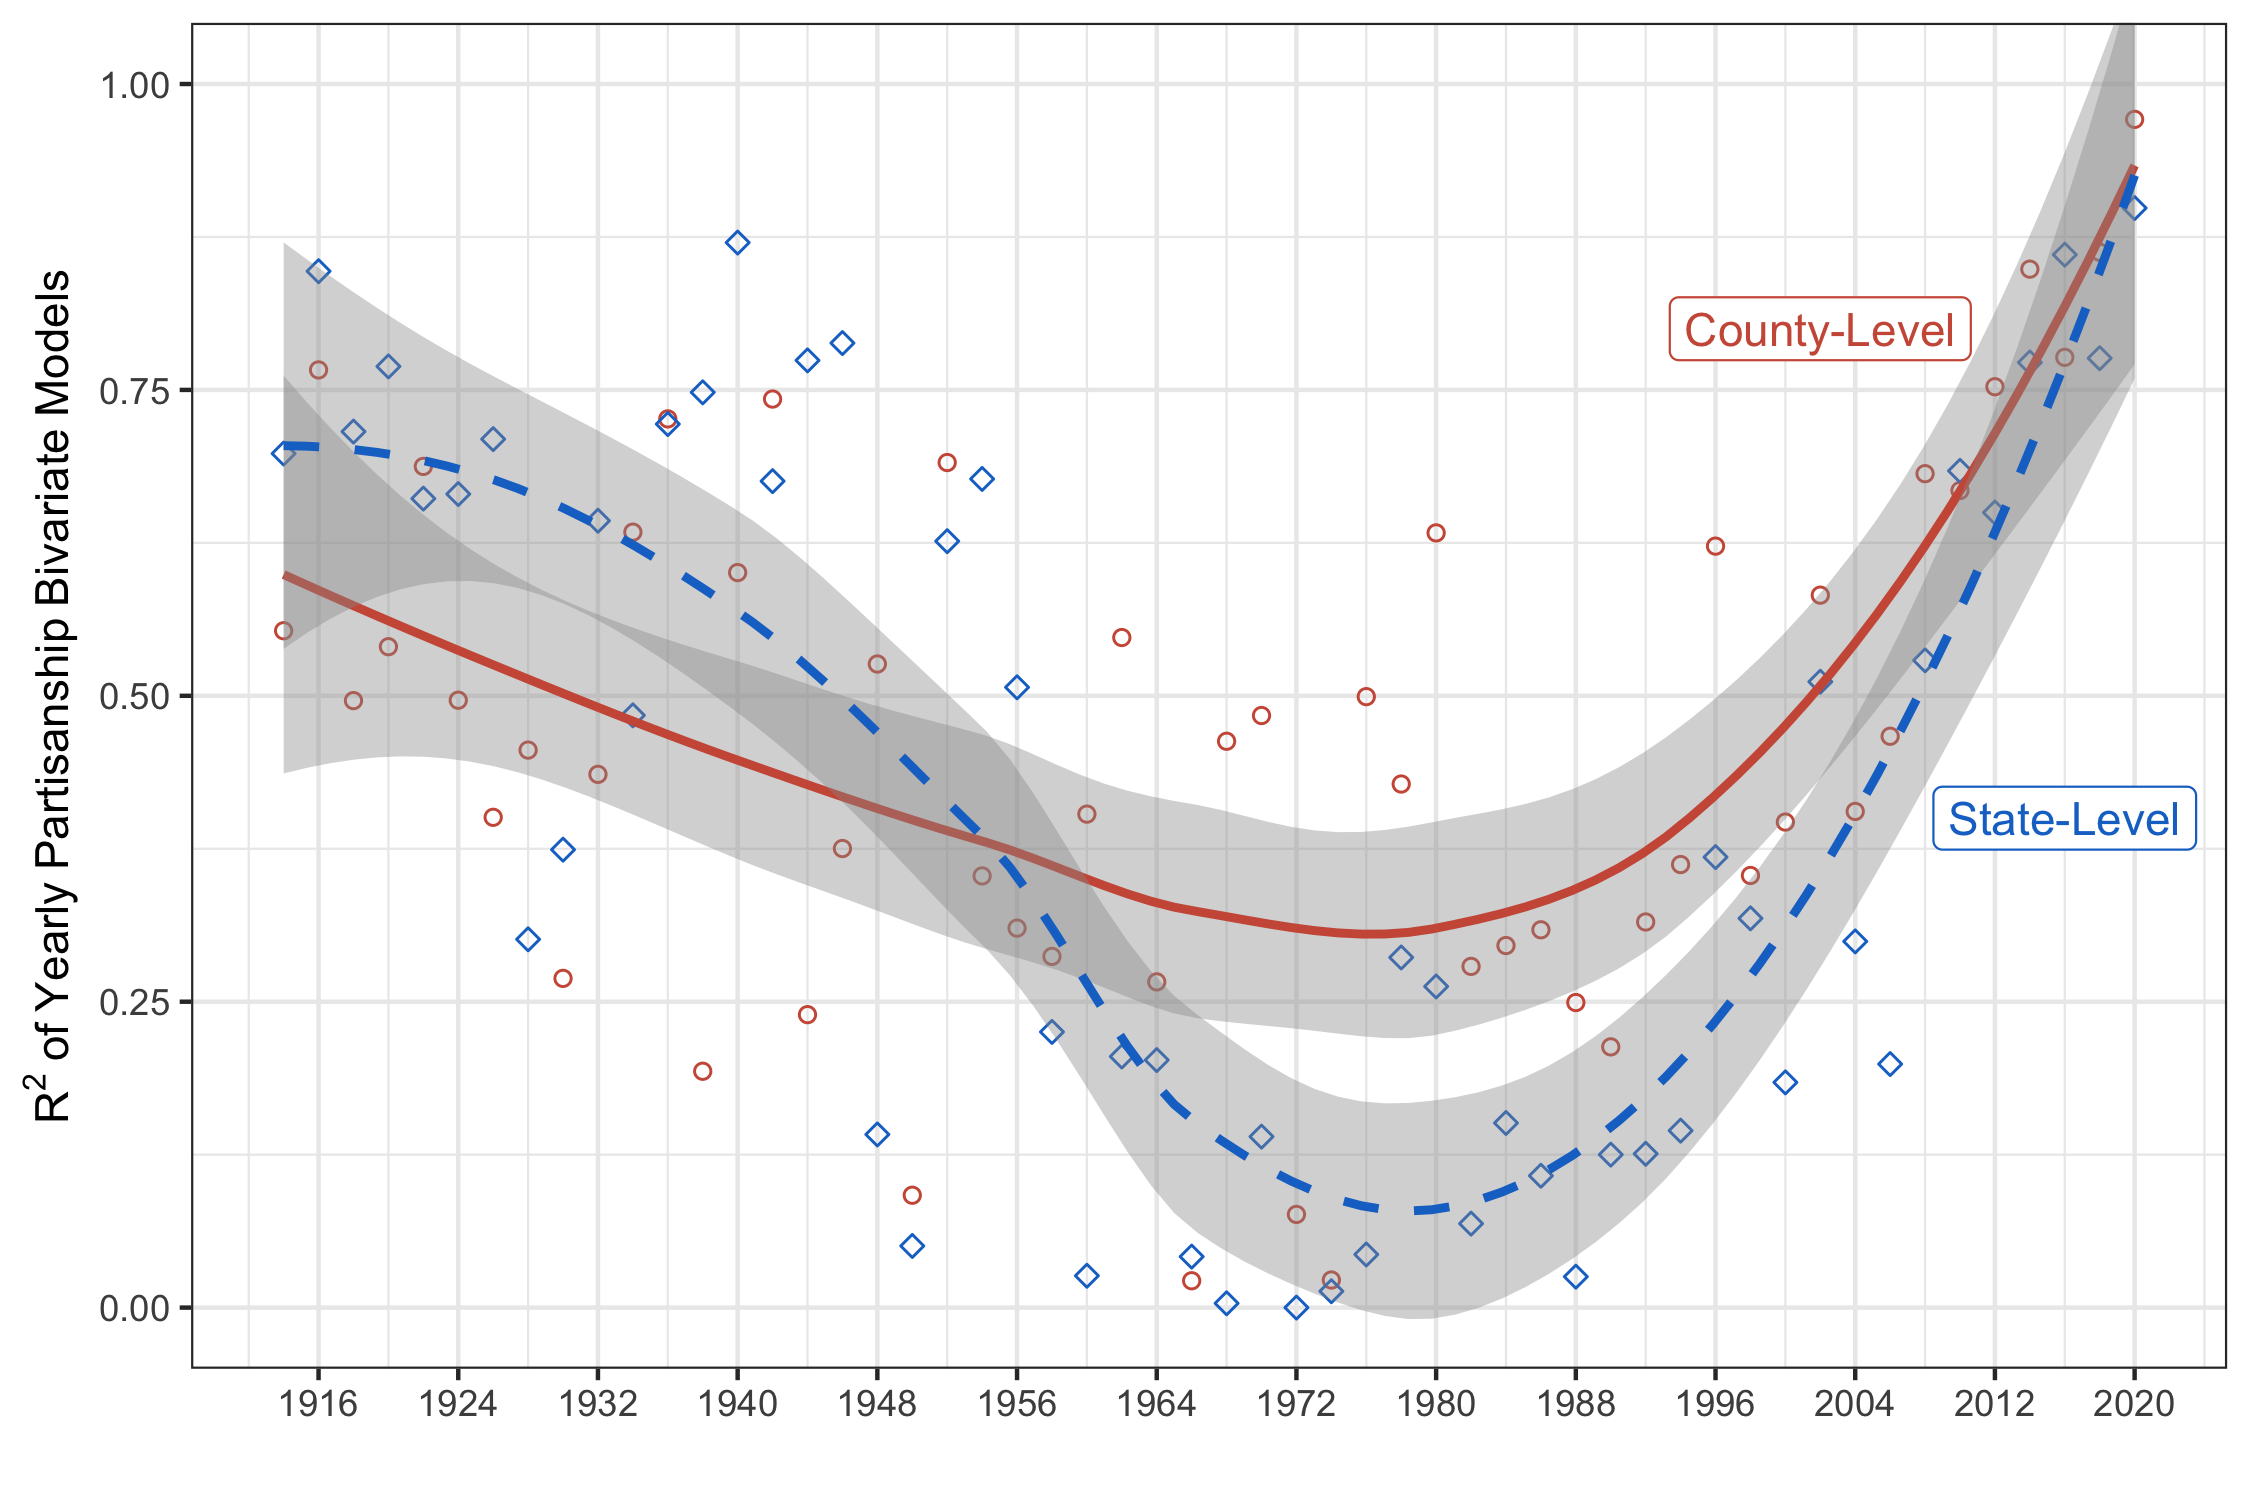 R² of Yearly Partisanship Bivariate Models
1.00
0.75
0.50
0.25
0.00
County-Level
State-Level
1916 1924 1932 1940 1948 1956 1964 1972 1980 1988 1996 2004 2012 2020